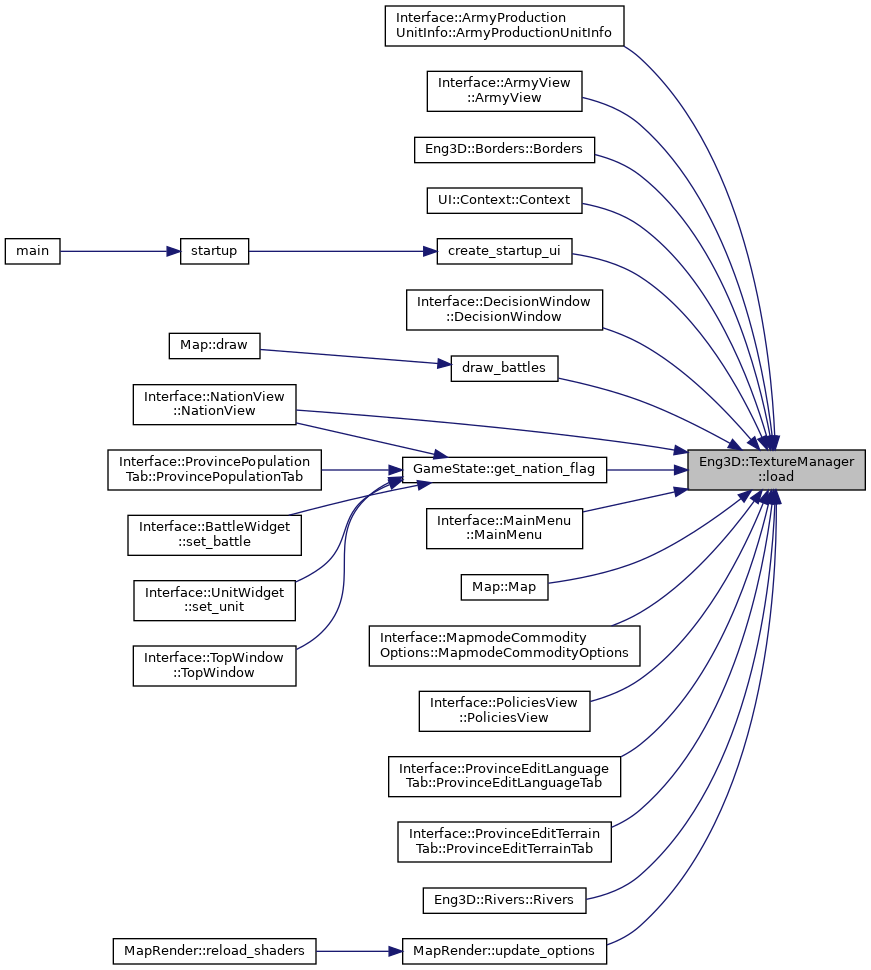 Interface::ArmyProduction
UnitInfo::ArmyProductionUnitInfo
Interface::ArmyView
::ArmyView
Eng3D::Borders::Borders
UI::Context::Context
main
startup
create_startup_ui
Interface::DecisionWindow
::DecisionWindow
Map::draw
draw_battles
Interface::NationView
::NationView
Interface::ProvincePopulation
Tab::ProvincePopulationTab
GameState::get_nation_flag
Eng3D::TextureManager
::load
Interface::BattleWidget
::set_battle
Interface::MainMenu
::MainMenu
Interface::UnitWidget
::set_unit
Map::Map
Interface::TopWindow
::TopWindow
Interface::MapmodeCommodity
Options::MapmodeCommodityOptions
Interface::PoliciesView
::PoliciesView
Interface::ProvinceEditLanguage
Tab::ProvinceEditLanguageTab
Interface::ProvinceEditTerrain
Tab::ProvinceEditTerrainTab
Eng3D::Rivers::Rivers
MapRender::reload_shaders
MapRender::update_options